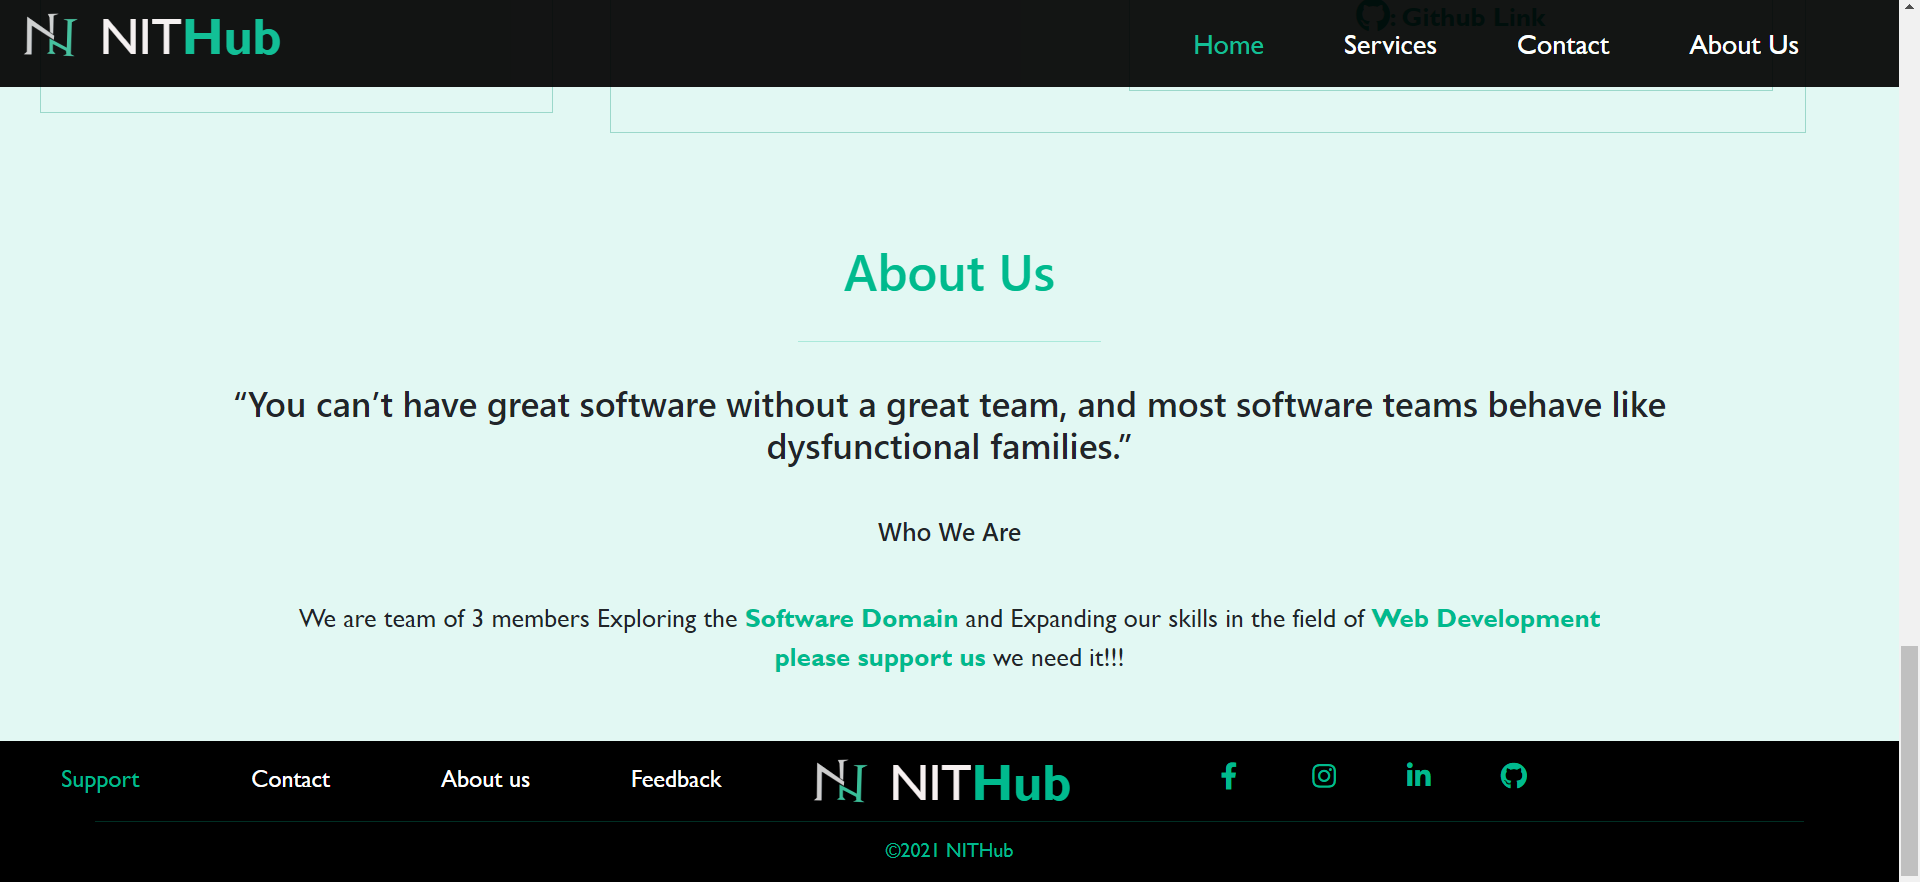 : Github Link
NITHub
Home Services Contact About Us
About Us
“You can’t have great software without a great team, and most software teams behave like
dysfunctional families.”
Who We Are
We are team of 3 members Exploring the Software Domain and Expanding our skills in the field of Web Development
please support us we need it!!!
Support Contact About us Feedback NITHub
©2021 NITHub